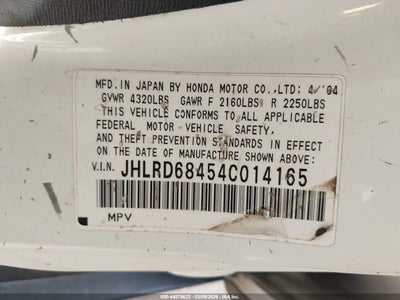 MFD. IN JAPAN BY HONDA MOTOR CO.,LTD: 4/'04
GVWR 4320LBS GAWR F 2160LBS R 2250LBS
THIS VEHICLE CONFORMS TO ALL APPLICABLE
FEDERAL MOTOR VEHICLE SAFETY,
AND THEFT PREVENTION STANDARDS IN EFFECT
ON THE DATE OF MANUFACTURE SHOWN ABOVE.
V.I.N. JHLRD68454C014165
MPV